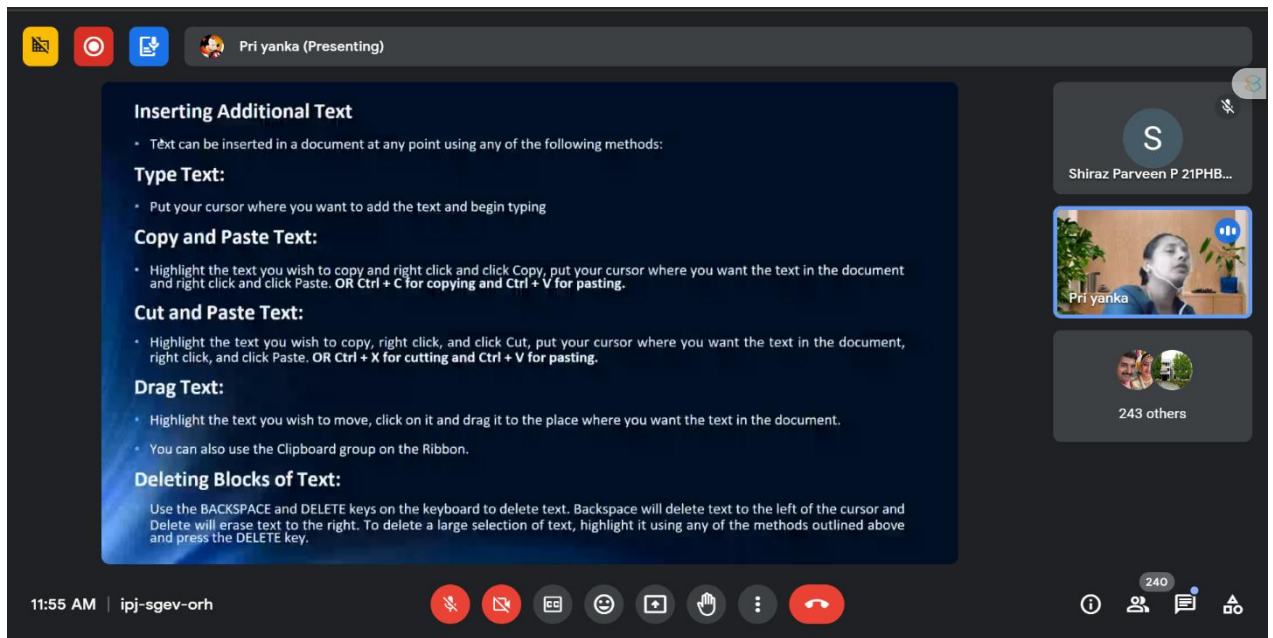 Pri yanka (Presenting)
Inserting Additional Text
• Text can be inserted in a document at any point using any of the following methods:
Type Text:
• Put your cursor where you want to add the text and begin typing
Copy and Paste Text:
• Highlight the text you wish to copy and right click and click Copy, put your cursor where you want the text in the document
and right click and click Paste. OR Ctrl + C for copying and Ctrl + V for pasting.
Cut and Paste Text:
• Highlight the text you wish to copy, right click, and click Cut, put your cursor where you want the text in the document,
right click, and click Paste. OR Ctrl + X for cutting and Ctrl + V for pasting.
Drag Text:
• Highlight the text you wish to move, click on it and drag it to the place where you want the text in the document.
• You can also use the Clipboard group on the Ribbon.
Deleting Blocks of Text:
Use the BACKSPACE and DELETE keys on the keyboard to delete text. Backspace will delete text to the left of the cursor and
Delete will erase text to the right. To delete a large selection of text, highlight it using any of the methods outlined above
and press the DELETE key.
S
Shiraz Parveen P 21PHB...
Pri yanka
243 others
11:55 AM | ipj-sgev-orh
CC
240